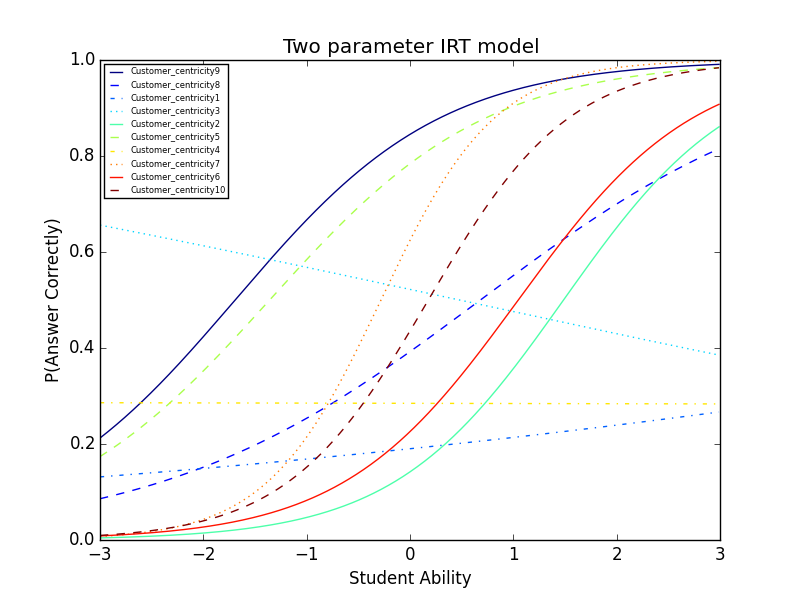 Two parameter IRT model
1.0
0.8
0.6
0.4
0.2
0.0
P(Answer Correctly)
Customer_centricity9
Customer_centricity8
Customer_centricity1
Customer_centricity3
Customer_centricity2
Customer_centricity5
Customer_centricity4
Customer_centricity7
Customer_centricity6
Customer_centricity10
−3 −2 −1 0 1 2 3
Student Ability